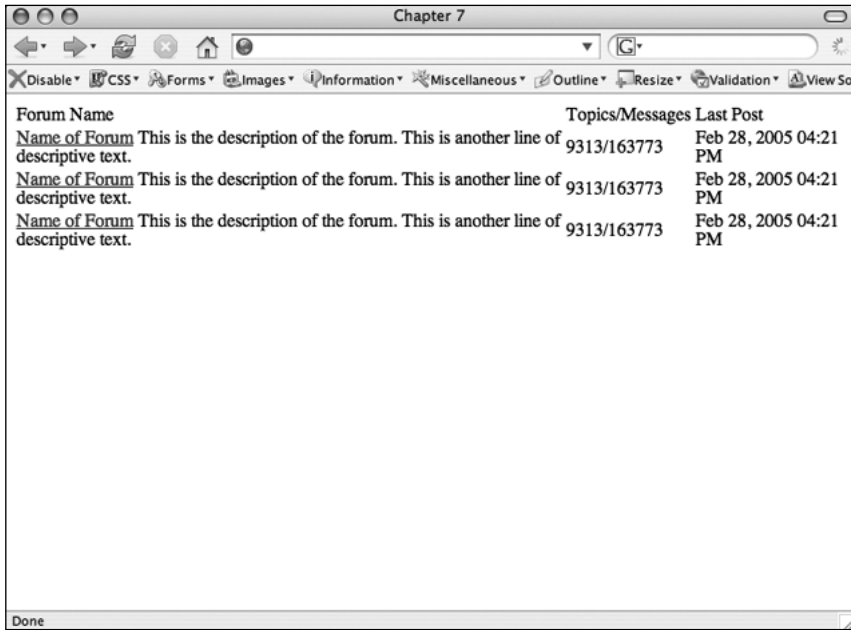 Chapter 7
G
Disable CSS Forms Images Information Miscellaneous Outline Resize Validation View So
Forum Name Topics/Messages Last Post
Name of Forum This is the description of the forum. This is another line of
descriptive text.
9313/163773
Feb 28, 2005 04:21
PM
Name of Forum This is the description of the forum. This is another line of
descriptive text.
9313/163773
Feb 28, 2005 04:21
PM
Name of Forum This is the description of the forum. This is another line of
descriptive text.
9313/163773
Feb 28, 2005 04:21
PM
Done